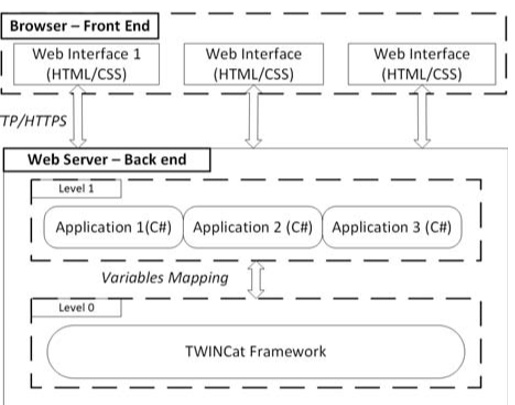 Browser – Front End
Web Interface 1
(HTML/CSS)
Web Interface
(HTML/CSS)
Web Interface
(HTML/CSS)
TP/HTTPS
Web Server – Back end
Level 1
Application 1(C#)
Application 2 (C#)
Application 3 (C#)
Variables Mapping
Level 0
TWINCat Framework